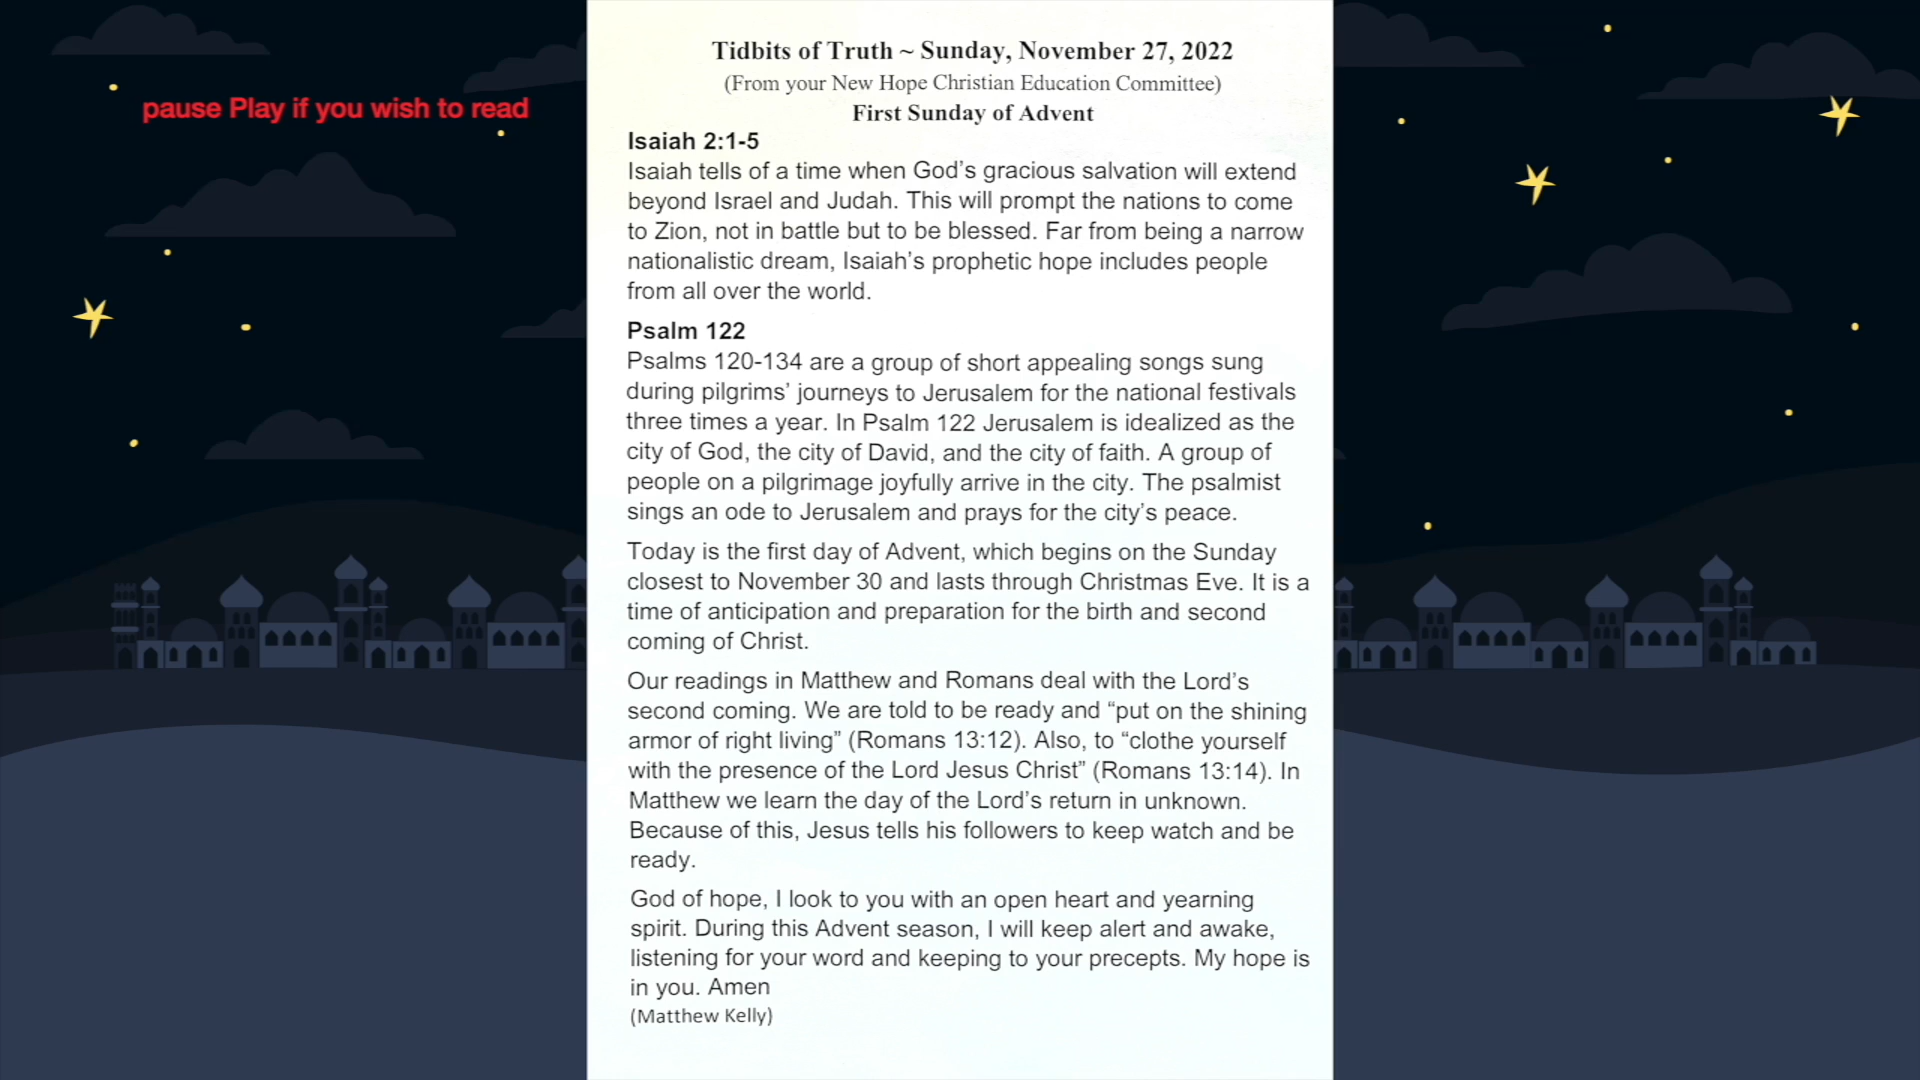 pause Play if you wish to read
Tidbits of Truth ~ Sunday, November 27, 2022
(From your New Hope Christian Education Committee)
First Sunday of Advent
Isaiah 2:1-5
Isaiah tells of a time when God's gracious salvation will extend
beyond Israel and Judah. This will prompt the nations to come
to Zion, not in battle but to be blessed. Far from being a narrow
nationalistic dream, Isaiah's prophetic hope includes people
from all over the world.
Psalm 122
Psalms 120-134 are a group of short appealing songs sung
during pilgrims' journeys to Jerusalem for the national festivals
three times a year. In Psalm 122 Jerusalem is idealized as the
city of God, the city of David, and the city of faith. A group of
people on a pilgrimage joyfully arrive in the city. The psalmist
sings an ode to Jerusalem and prays for the city's peace.
Today is the first day of Advent, which begins on the Sunday
closest to November 30 and lasts through Christmas Eve. It is a
time of anticipation and preparation for the birth and second
coming of Christ.
Our readings in Matthew and Romans deal with the Lord's
second coming. We are told to be ready and “put on the shining
armor of right living” (Romans 13:12). Also, to “clothe yourself
with the presence of the Lord Jesus Christ” (Romans 13:14). In
Matthew we learn the day of the Lord's return in unknown.
Because of this, Jesus tells his followers to keep watch and be
ready.
God of hope, I look to you with an open heart and yearning
spirit. During this Advent season, I will keep alert and awake,
listening for your word and keeping to your precepts. My hope is
in you. Amen
(Matthew Kelly)